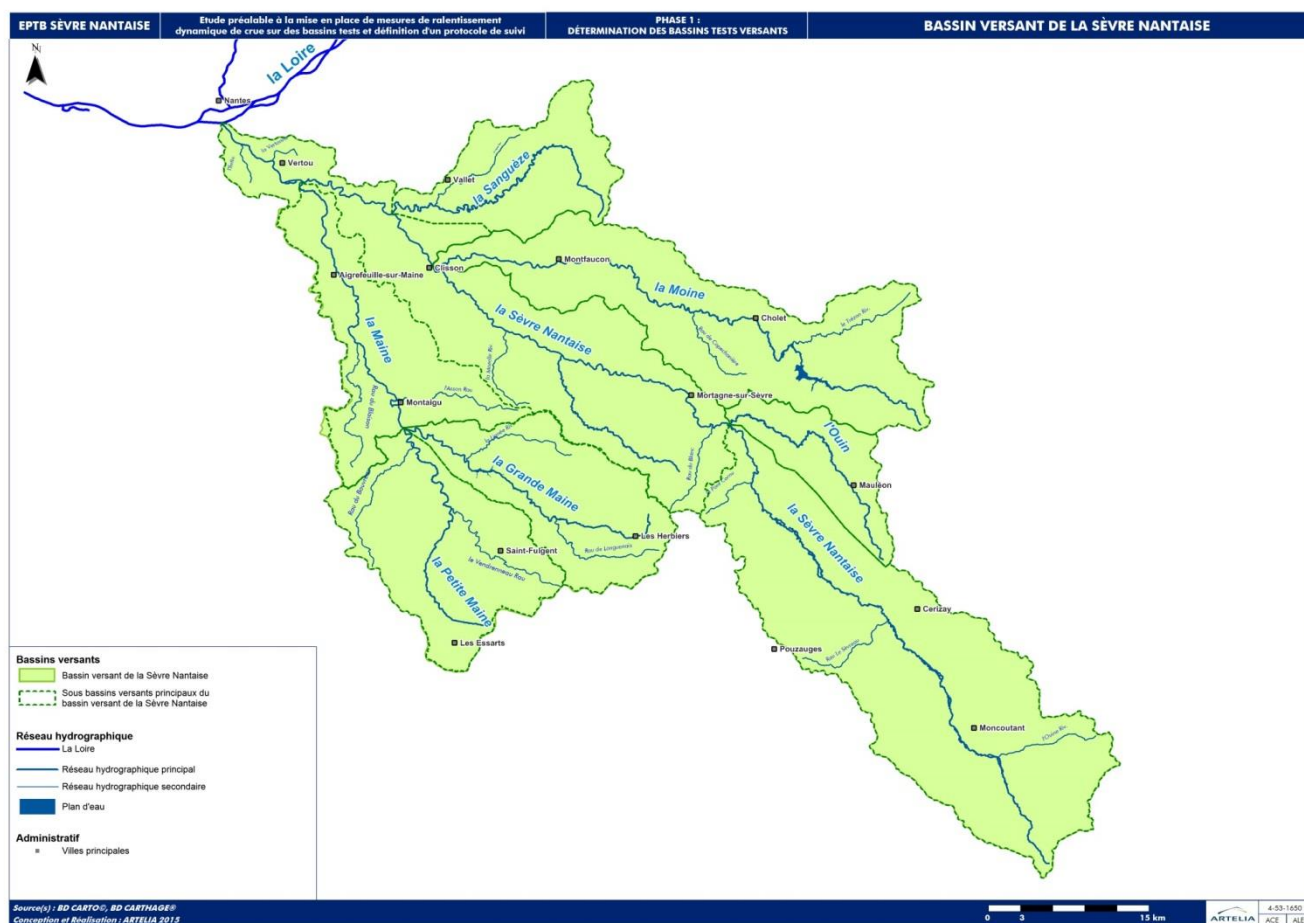 EPTB SÈVRE NANTAISE
Etude préalable à la mise en place de mesures de ralentissement
dynamique de crue sur des bassins tests et définition d'un protocole de suivi
PHASE 1 :
DÉTERMINATION DES BASSINS TESTS VERSANTS
BASSIN VERSANT DE LA SÈVRE NANTAISE
N
la Loire
Nantes
Vertou
Vallet
la Sanguèze
Clisson
Montfaucon
Aigrefeuille-sur-Maine
la Moine
Cholet
la Sèvre Nantaise
la Maine
Mortagne-sur-Sèvre
Montaigu
l'Ouin
la Grande Maine
Mauléon
Les Herbiers
Saint-Fulgent
la Sèvre Nantaise
la Petite Maine
le Vendrenneau Rau
Cerizay
Les Essarts
Pouzauges
Moncoutant
Bassins versants
Bassin versant de la Sèvre Nantaise
Sous bassins versants principaux du
bassin versant de la Sèvre Nantaise
Réseau hydrographique
La Loire
Réseau hydrographique principal
Réseau hydrographique secondaire
Plan d'eau
Administratif
Villes principales
Source(s) : BD CARTO©, BD CARTHAGE®
Conception et Réalisation : ARTELIA 2015
0 3 15 km
ARTELIA
4-53-1650
ACE ALE